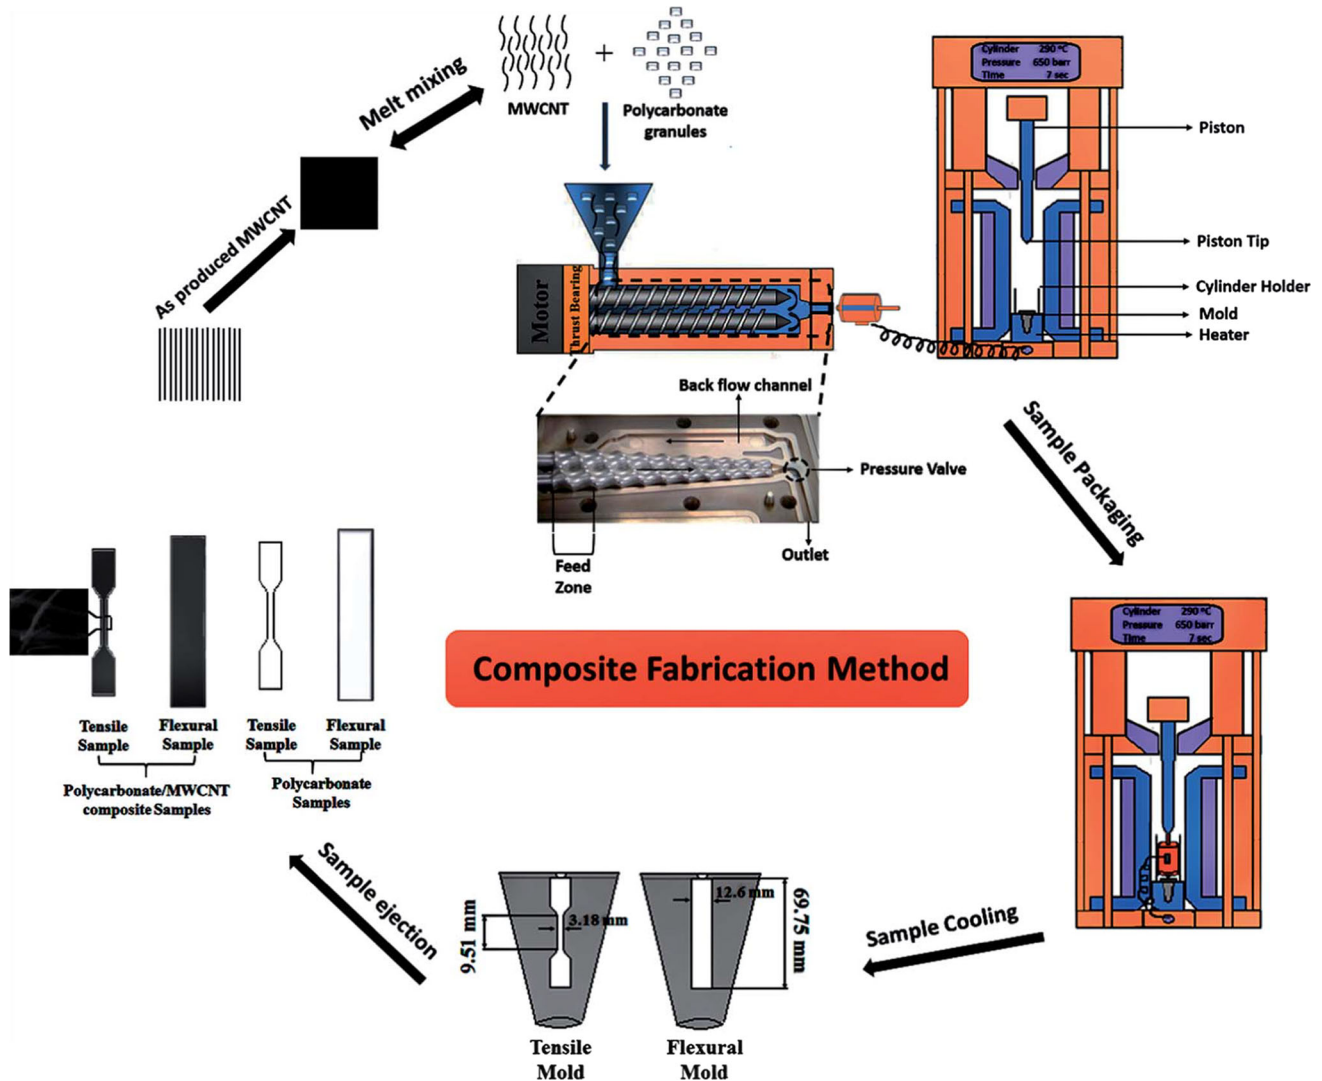 Melt mixing
MWCNT
+
Polycarbonate
granules
As produced MWCNT
Motor
Thrust Bearing
Cylinder 290 ºC
Pressure 650 barr
Time 7 sec
Piston
Piston Tip
Cylinder Holder
Mold
Heater
Back flow channel
Pressure Valve
Outlet
Feed
Zone
Sample Packaging
Composite Fabrication Method
Cylinder 290 ºC
Pressure 650 barr
Time 7 sec
Sample Cooling
12.6 mm
69.75 mm
3.18 mm
9.51 mm
Tensile
Mold
Flexural
Mold
Sample ejection
Tensile
Sample
Flexural
Sample
Tensile
Sample
Flexural
Sample
Polycarbonate/MWCNT
composite Samples
Polycarbonate
Samples